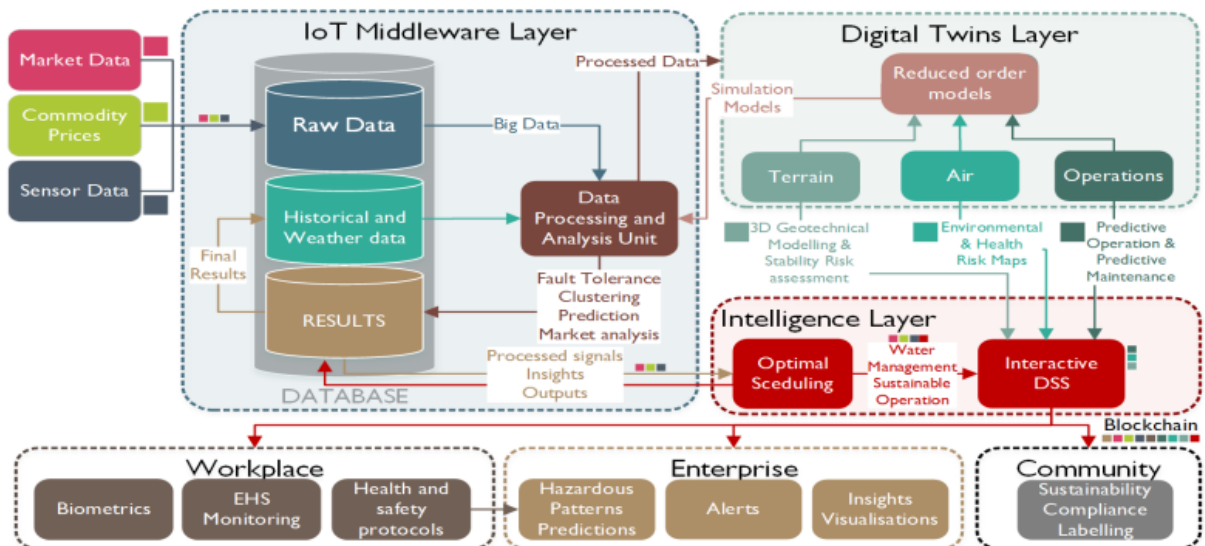 IoT Middleware Layer
Digital Twins Layer
Market Data
Commodity
Prices
Sensor Data
Raw Data
Historical and
Weather data
RESULTS
DATABASE
Final
Results
Big Data
Processed Data
Data
Processing and
Analysis Unit
Fault Tolerance
Clustering
Prediction
Market analysis
Processed signals
Insights
Outputs
Simulation
Models
Reduced order
models
Terrain
Air
Operations
3D Geotechnical
Modelling &
Stability Risk
assessment
Environmental
& Health
Risk Maps
Predictive
Operation &
Predictive
Maintenance
Intelligence Layer
Optimal
Sceduling
Water
Management
Sustainable
Operation
Interactive
DSS
Blockchain
Workplace
Biometrics
EHS
Monitoring
Health and
safety
protocols
Enterprise
Hazardous
Patterns
Predictions
Alerts
Insights
Visualisations
Community
Sustainability
Compliance
Labelling